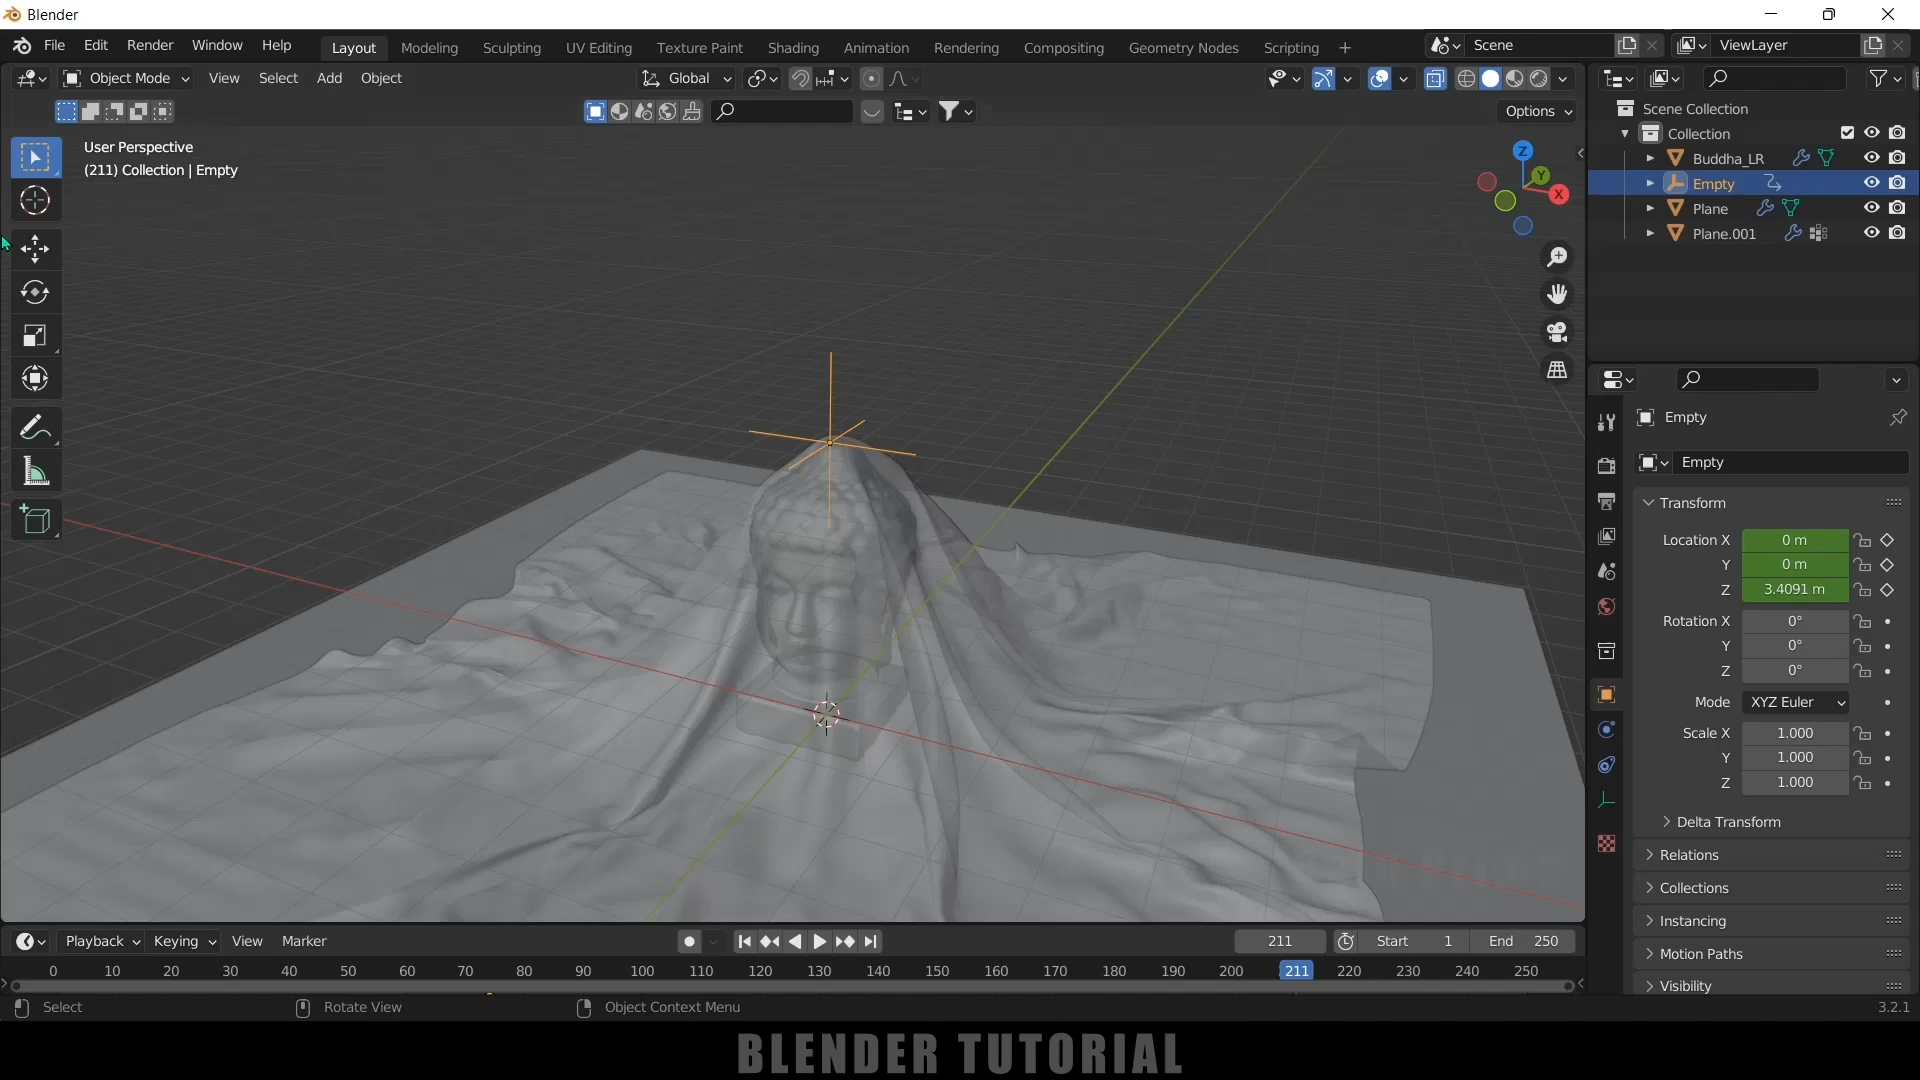 Blender
File Edit Render Window Help Layout Modeling Sculpting UV Editing Texture Paint Shading Animation Rendering Compositing Geometry Nodes Scripting + Scene ViewLayer
Object Mode View Select Add Object Global
Options
User Perspective
(211) Collection | Empty
Z
Y
X
Scene Collection
Collection
Buddha_LR
Empty
Plane
Plane.001
Empty
Empty
Transform
Location X 0 m
Y 0 m
Z 3.4091 m
Rotation X 0°
Y 0°
Z 0°
Mode XYZ Euler
Scale X 1.000
Y 1.000
Z 1.000
Delta Transform
Relations
Collections
Instancing
Motion Paths
Visibility
Playback Keying View Marker 211 Start 1 End 250
0 10 20 30 40 50 60 70 80 90 100 110 120 130 140 150 160 170 180 190 200 211 220 230 240 250
Select Rotate View Object Context Menu 3.2.1
BLENDER TUTORIAL